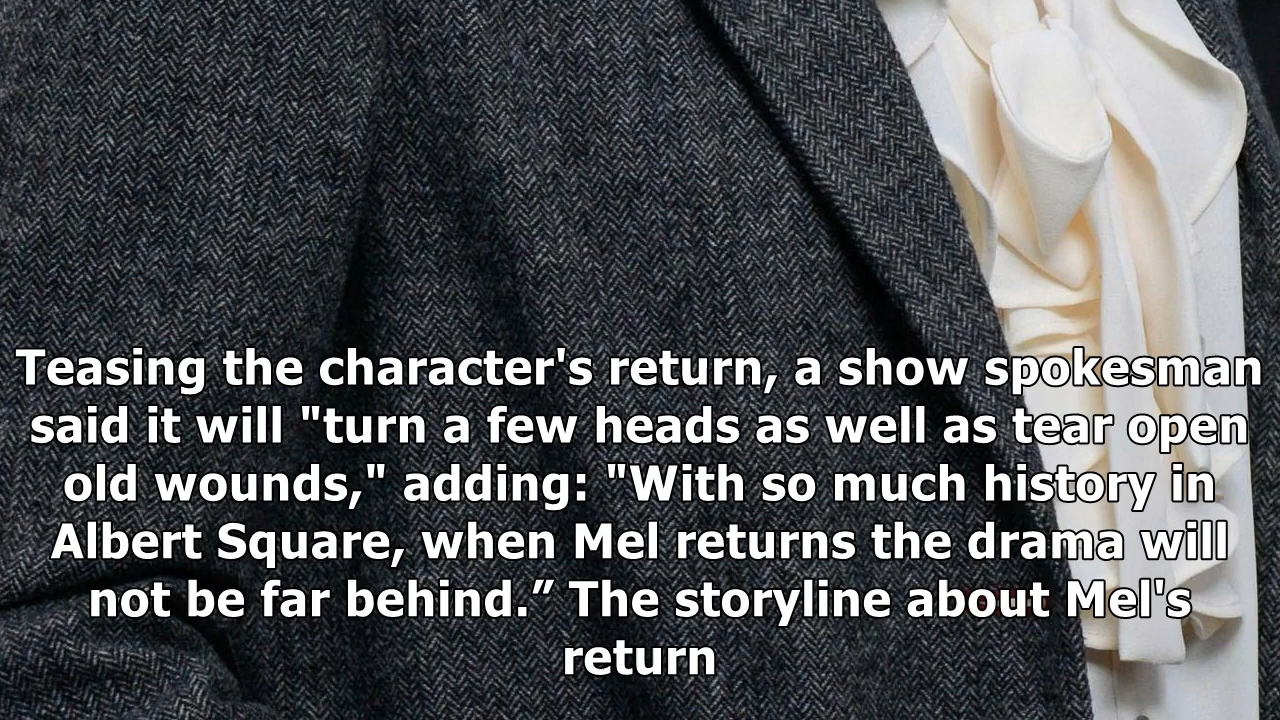 Teasing the character's return, a show spokesman
said it will "turn a few heads as well as tear open
old wounds," adding: "With so much history in
Albert Square, when Mel returns the drama will
not be far behind.” The storyline about Mel's
return